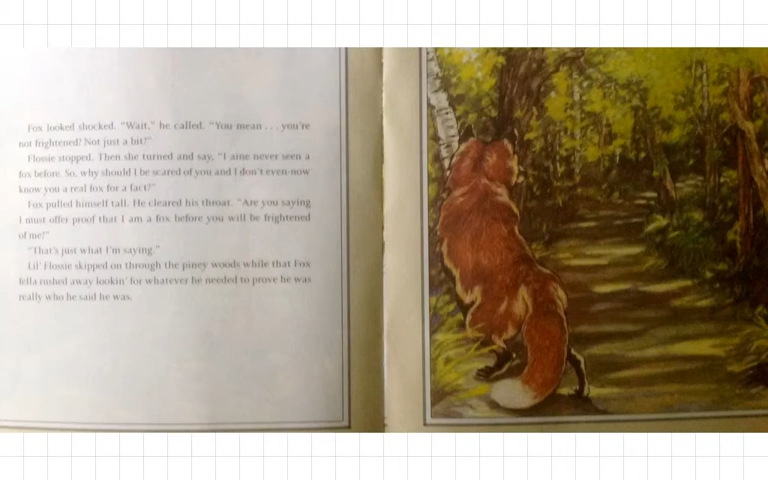 Fox looked shocked. "Wait," he called. "You mean . . . you're
not frightened? Not just a bit?"
Flossie stopped. Then she turned and say, "I aine never seen a
fox before. So, why should I be scared of you and I don't even-now
know you a real fox for a fact?"
Fox pulled himself tall. He cleared his throat. "Are you saying
I must offer proof that I am a fox before you will be frightened
of me?"
"That's just what I'm saying."
Lil' Flossie skipped on through the piney woods while that Fox
fella rushed away lookin' for whatever he needed to prove he was
really who he said he was.